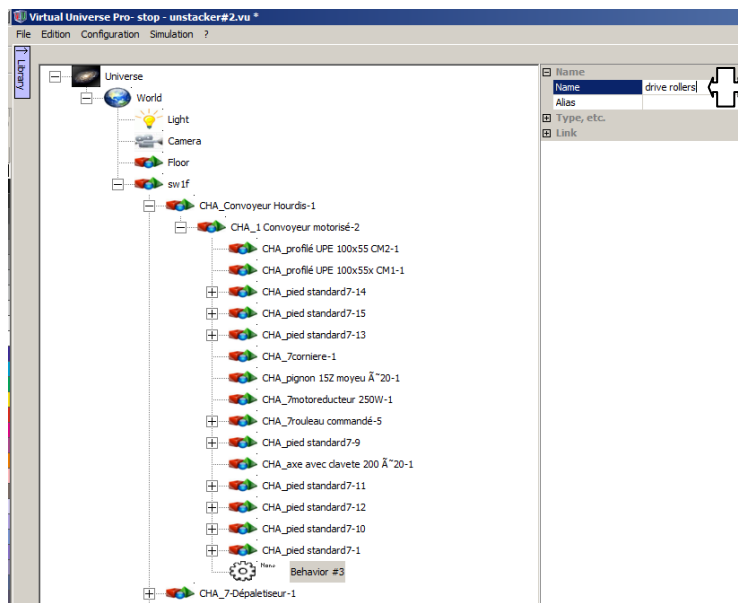 Virtual Universe Pro- stop - unstacker#2.vu *
File Edition Configuration Simulation ?
Library
Universe
World
Light
Camera
Floor
sw1f
CHA_Convoyeur Hourdis-1
CHA_1 Convoyeur motorisé-2
CHA_profilé UPE 100x55 CM2-1
CHA_profilé UPE 100x55x CM1-1
CHA_pied standard7-14
CHA_pied standard7-15
CHA_pied standard7-13
CHA_7corniere-1
CHA_pignon 15Z moyeu Ã˜20-1
CHA_7motoreducteur 250W-1
CHA_7rouleau commandé-5
CHA_pied standard7-9
CHA_axe avec clavete 200 Ã˜20-1
CHA_pied standard7-11
CHA_pied standard7-12
CHA_pied standard7-10
CHA_pied standard7-1
Behavior #3
CHA_7-Dépaletiseur-1
Name
Name drive rollers
Alias
Type, etc.
Link